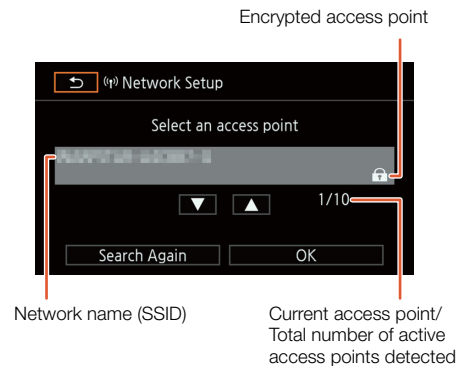 Encrypted access point
Network Setup
Select an access point
1/10
Search Again
OK
Network name (SSID)
Current access point/
Total number of active
access points detected